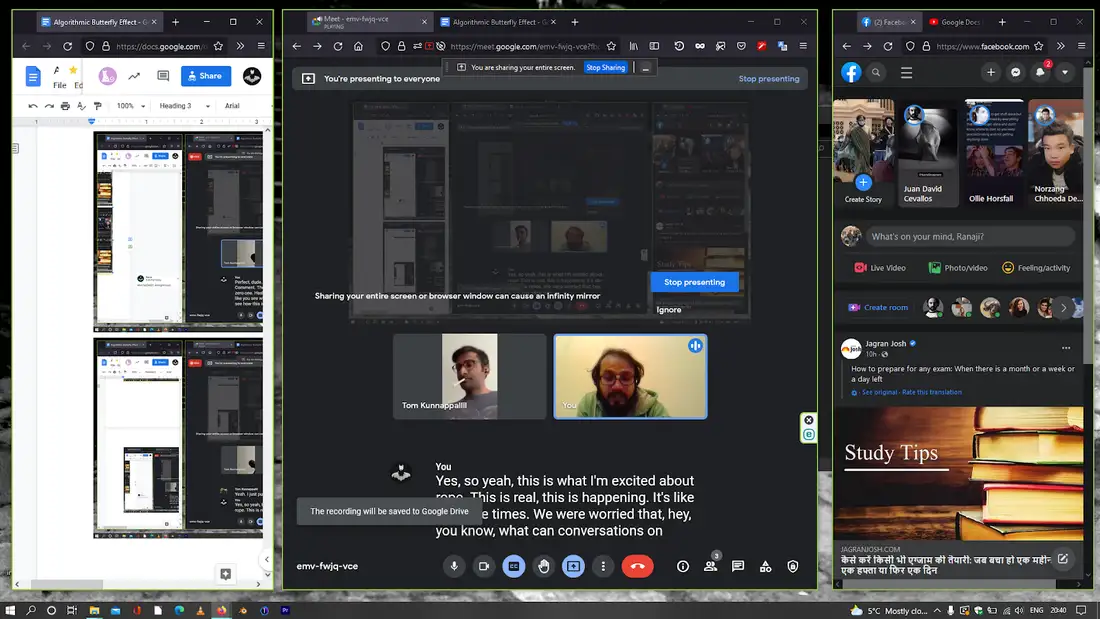 Algorithmic Butterfly Effect - G
https://docs.google.com
File
Share
100%
Heading 3
Arial
Meet - emv-fwjq-vce
PLAYING
Algorithmic Butterfly Effect - G
https://meet.google.com/emv-fwjq-vce?
You are sharing your entire screen.
Stop Sharing
You're presenting to everyone
Stop presenting
Sharing your entire screen or browser window can cause an infinity mirror
Stop presenting
Ignore
Tom Kunnappallil
You
You
Yes, so yeah, this is what I'm excited about
This is real, this is happening. It's like
times. We were worried that, hey,
you know, what can conversations on
The recording will be saved to Google Drive
emv-fwjq-vce
3
(2) Faceb
Google Docs
https://www.facebook.com
2
Create Story
Juan David
Cevallos
Ollie Horsfall
Norzang
Chhoeda De...
What's on your mind, Ranaji?
Live Video
Photo/video
Feeling/activity
Create room
Jagran Josh
10h
How to prepare for any exam: When there is a month or a week or
a day left
See original · Rate this translation
Study Tips
JAGRANJOSH.COM
कैसे करें किसी भी एग्जाम की तैयारी: जब बचा हो एक महीना
एक हफ्ता या फिर एक दिन
5°C Mostly clo...
ENG
20:40